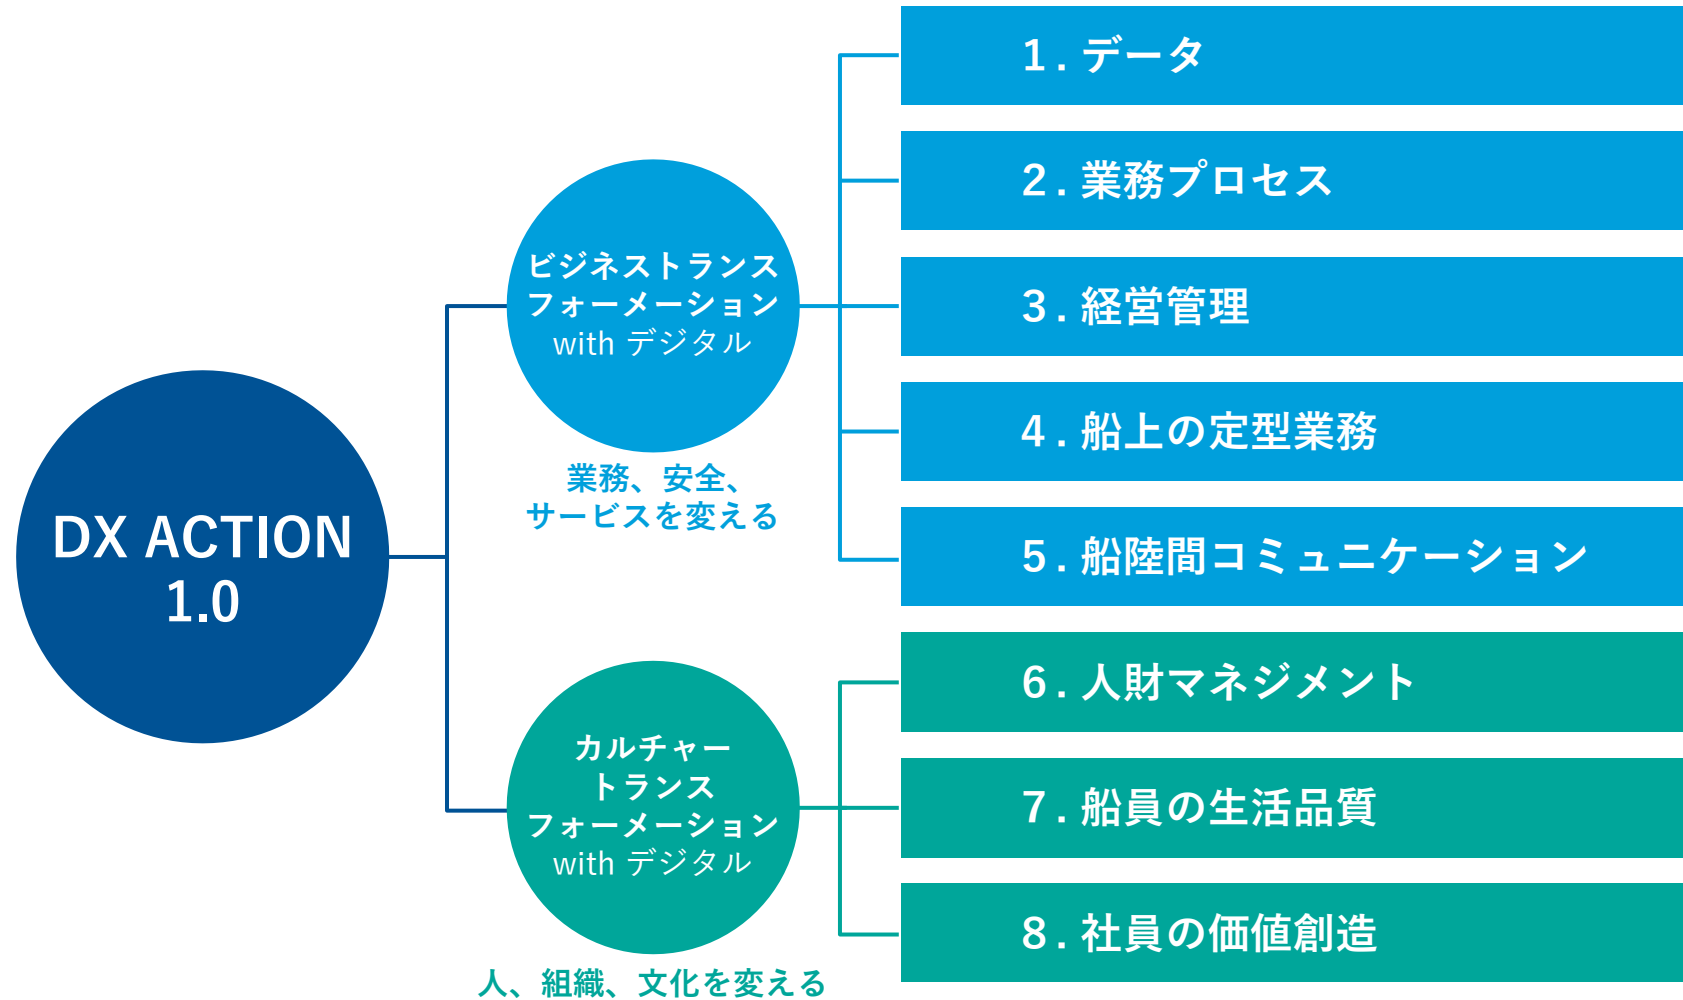 DX ACTION
1.0
ビジネストランス
フォーメーション
with デジタル
業務、安全、
サービスを変える
1. データ
2. 業務プロセス
3. 経営管理
4. 船上の定型業務
5. 船陸間コミュニケーション
カルチャー
トランス
フォーメーション
with デジタル
人、組織、文化を変える
6. 人財マネジメント
7. 船員の生活品質
8. 社員の価値創造